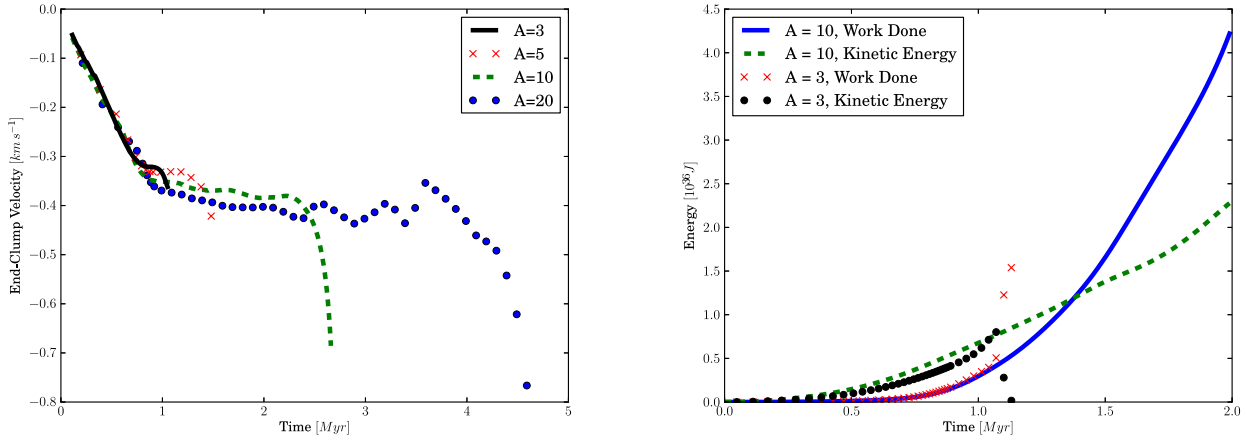 0.0
−0.1
−0.2
−0.3
−0.4
−0.5
−0.6
−0.7
−0.8
End-Clump Velocity [km s⁻¹]
A=3
A=5
A=10
A=20
0 1 2 3 4 5
Time [Myr]
4.5
4.0
3.5
3.0
2.5
2.0
1.5
1.0
0.5
0.0
Energy [10³⁶ J]
A = 10, Work Done
A = 10, Kinetic Energy
A = 3, Work Done
A = 3, Kinetic Energy
0.0 0.5 1.0 1.5 2.0
Time [Myr]